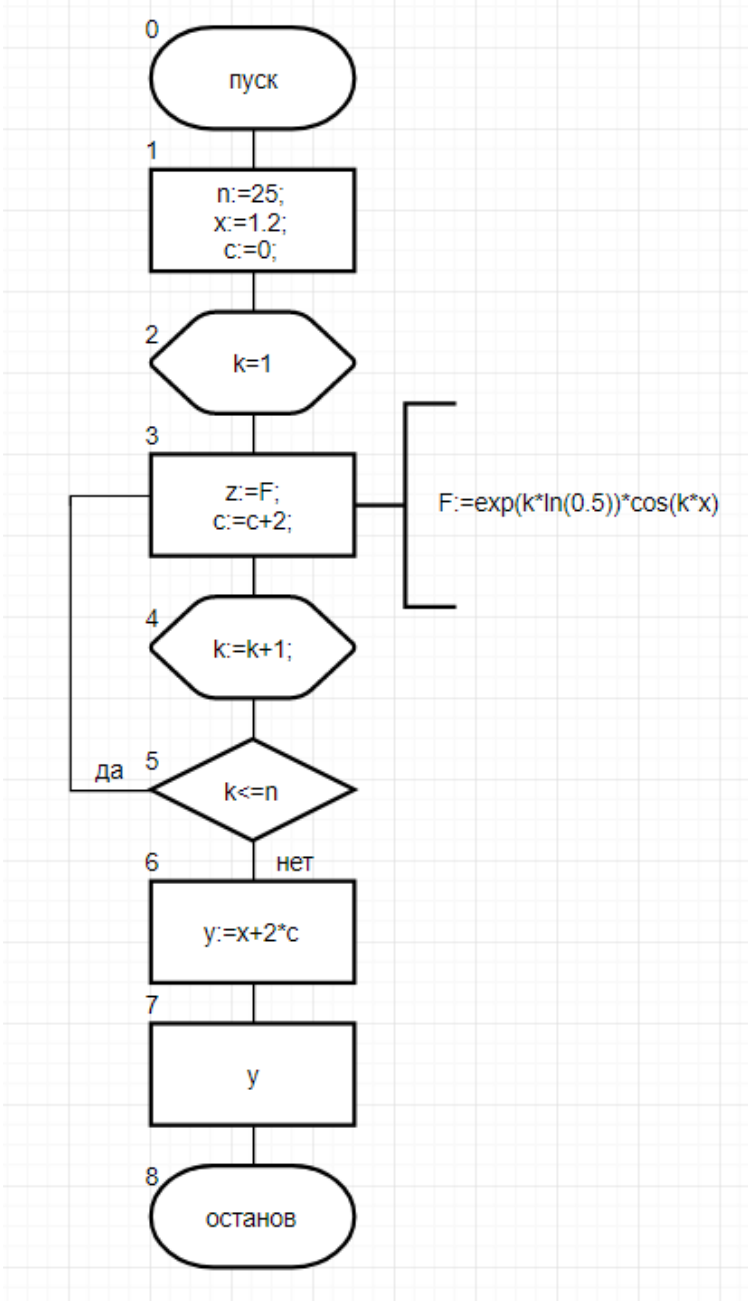 0
пуск
1
n:=25;
x:=1.2;
c:=0;
2
k=1
3
z:=F;
c:=c+2;
F:=exp(k*ln(0.5))*cos(k*x)
4
k:=k+1;
5
да
k<=n
6
нет
y:=x+2*c
7
y
8
останов